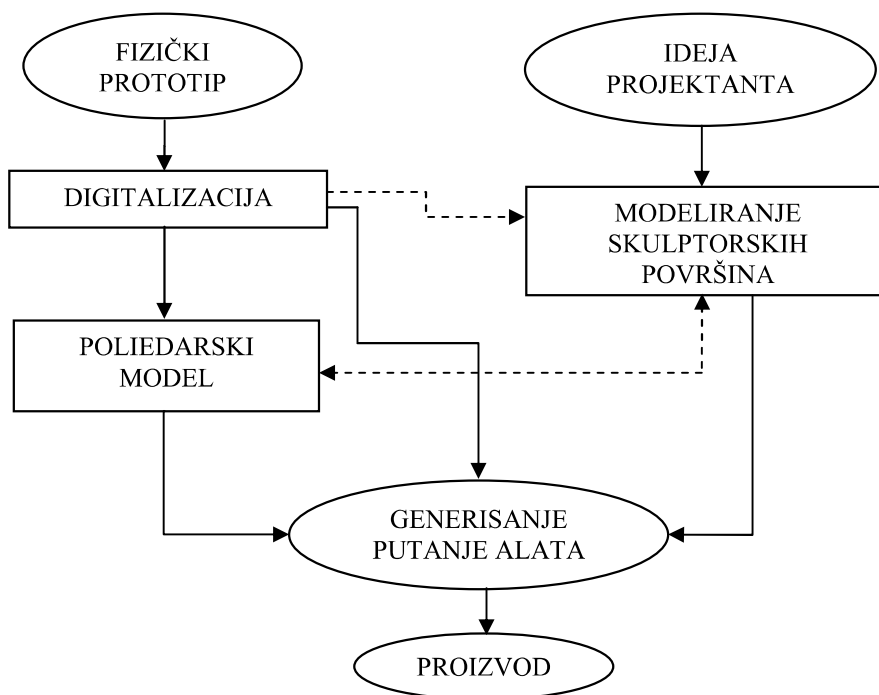 FIZIČKI
PROTOTIP
IDEJA
PROJEKTANTA
DIGITALIZACIJA
MODELIRANJE
SKULPTORSKIH
POVRŠINA
POLIEDARSKI
MODEL
GENERISANJE
PUTANJE ALATA
PROIZVOD